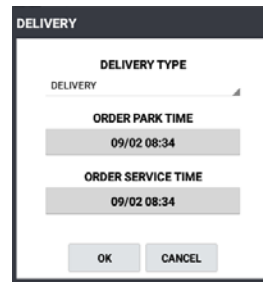 DELIVERY
DELIVERY TYPE
DELIVERY
ORDER PARK TIME
09/02 08:34
ORDER SERVICE TIME
09/02 08:34
OK CANCEL